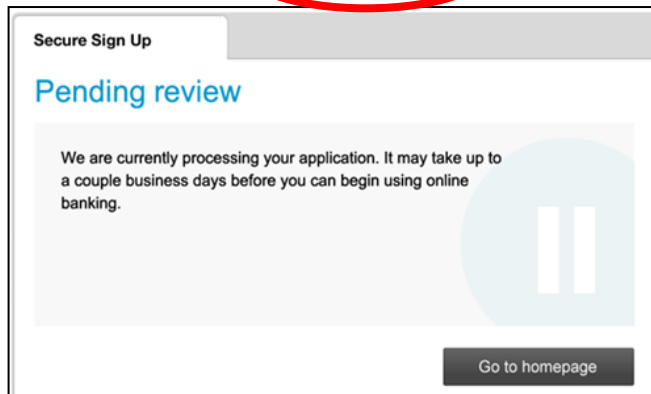 Secure Sign Up
Pending review
We are currently processing your application. It may take up to
a couple business days before you can begin using online
banking.
Go to homepage